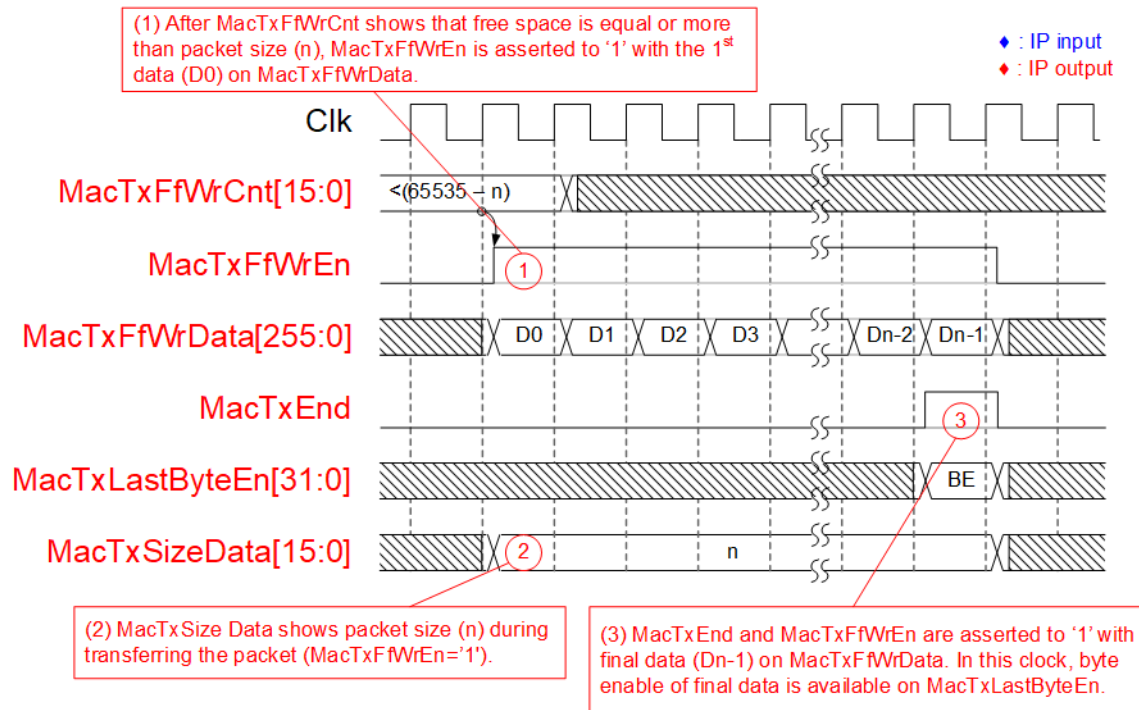 (1) After MacTxFfWrCnt shows that free space is equal or more
than packet size (n), MacTxFfWrEn is asserted to ‘1’ with the 1st
data (D0) on MacTxFfWrData.
♦ : IP input
♦ : IP output
Clk
MacTxFfWrCnt[15:0]
<(65535 – n)
MacTxFfWrEn
1
MacTxFfWrData[255:0]
D0 D1 D2 D3 Dn-2 Dn-1
MacTxEnd
3
MacTxLastByteEn[31:0]
BE
MacTxSizeData[15:0]
2 n
(2) MacTxSize Data shows packet size (n) during
transferring the packet (MacTxFfWrEn=‘1’).
(3) MacTxEnd and MacTxFfWrEn are asserted to ‘1’ with
final data (Dn-1) on MacTxFfWrData. In this clock, byte
enable of final data is available on MacTxLastByteEn.